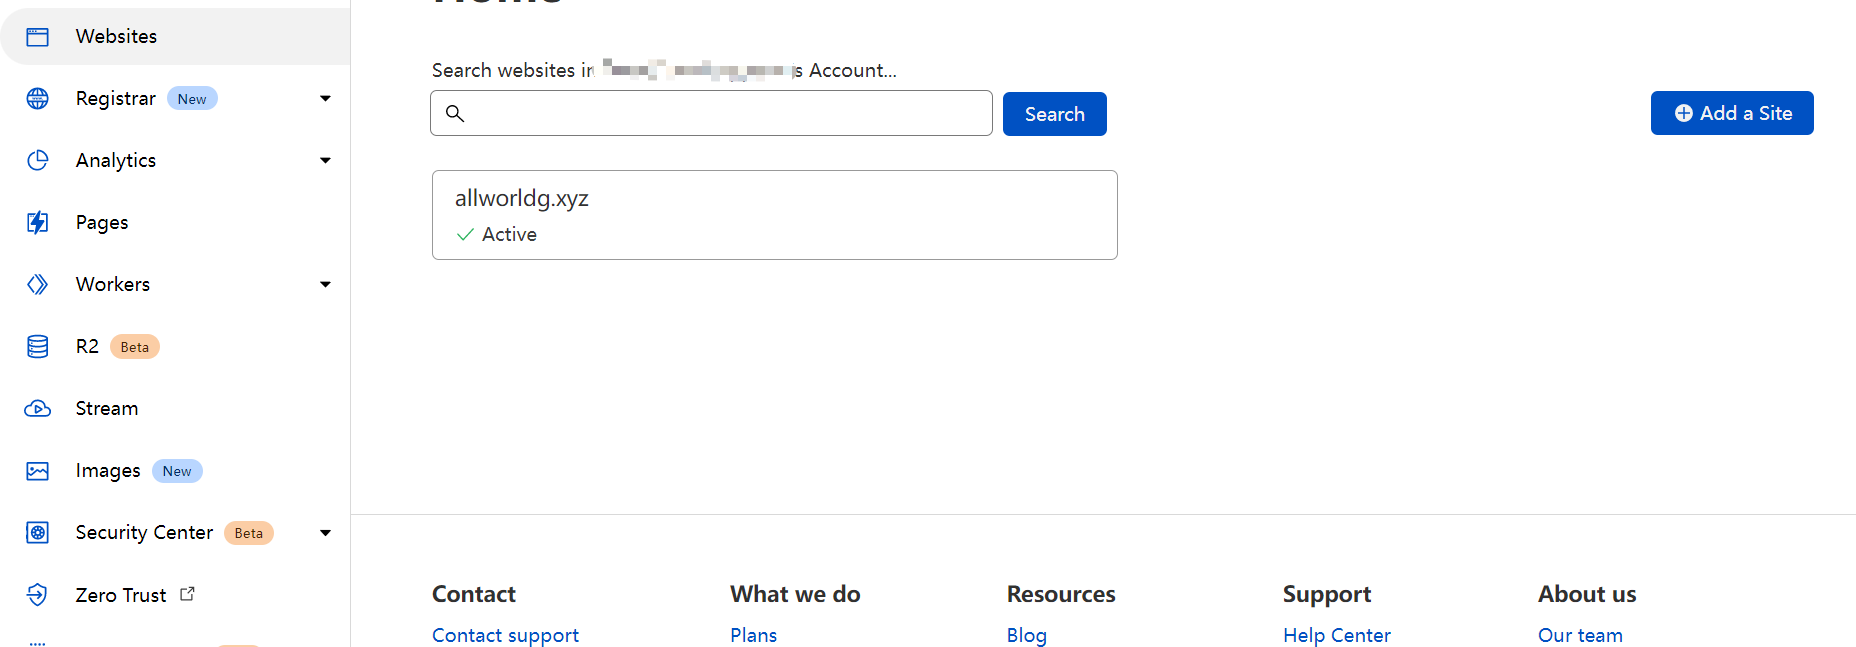 Websites
Registrar New
Analytics
Pages
Workers
R2 Beta
Stream
Images New
Security Center Beta
Zero Trust
Search websites in
s Account...
Search
Add a Site
allworldg.xyz
Active
Contact
Contact support
What we do
Plans
Resources
Blog
Support
Help Center
About us
Our team